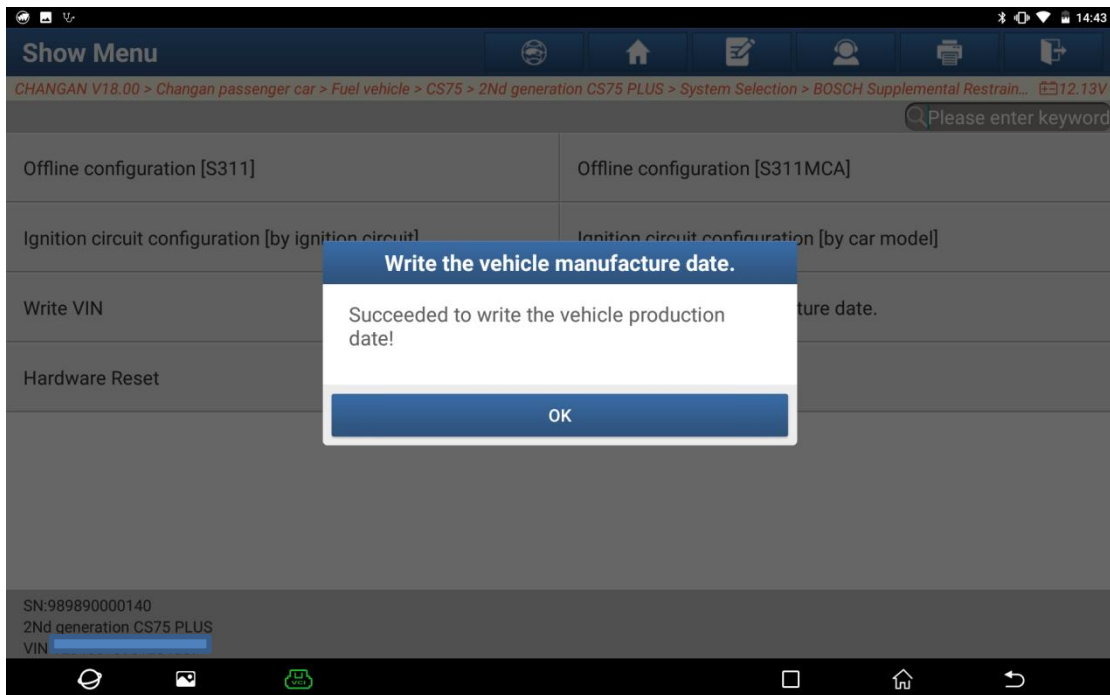 14:43
Show Menu
CHANGAN V18.00 > Changan passenger car > Fuel vehicle > CS75 > 2Nd generation CS75 PLUS > System Selection > BOSCH Supplemental Restrain... 12.13V
Please enter keyword
Offline configuration [S311]
Offline configuration [S311MCA]
Ignition circuit configuration [by ignition circuit]
Ignition circuit configuration [by car model]
Write the vehicle manufacture date.
Write VIN
ture date.
Succeeded to write the vehicle production
date!
Hardware Reset
OK
SN:989890000140
2Nd generation CS75 PLUS
VIN
VCI